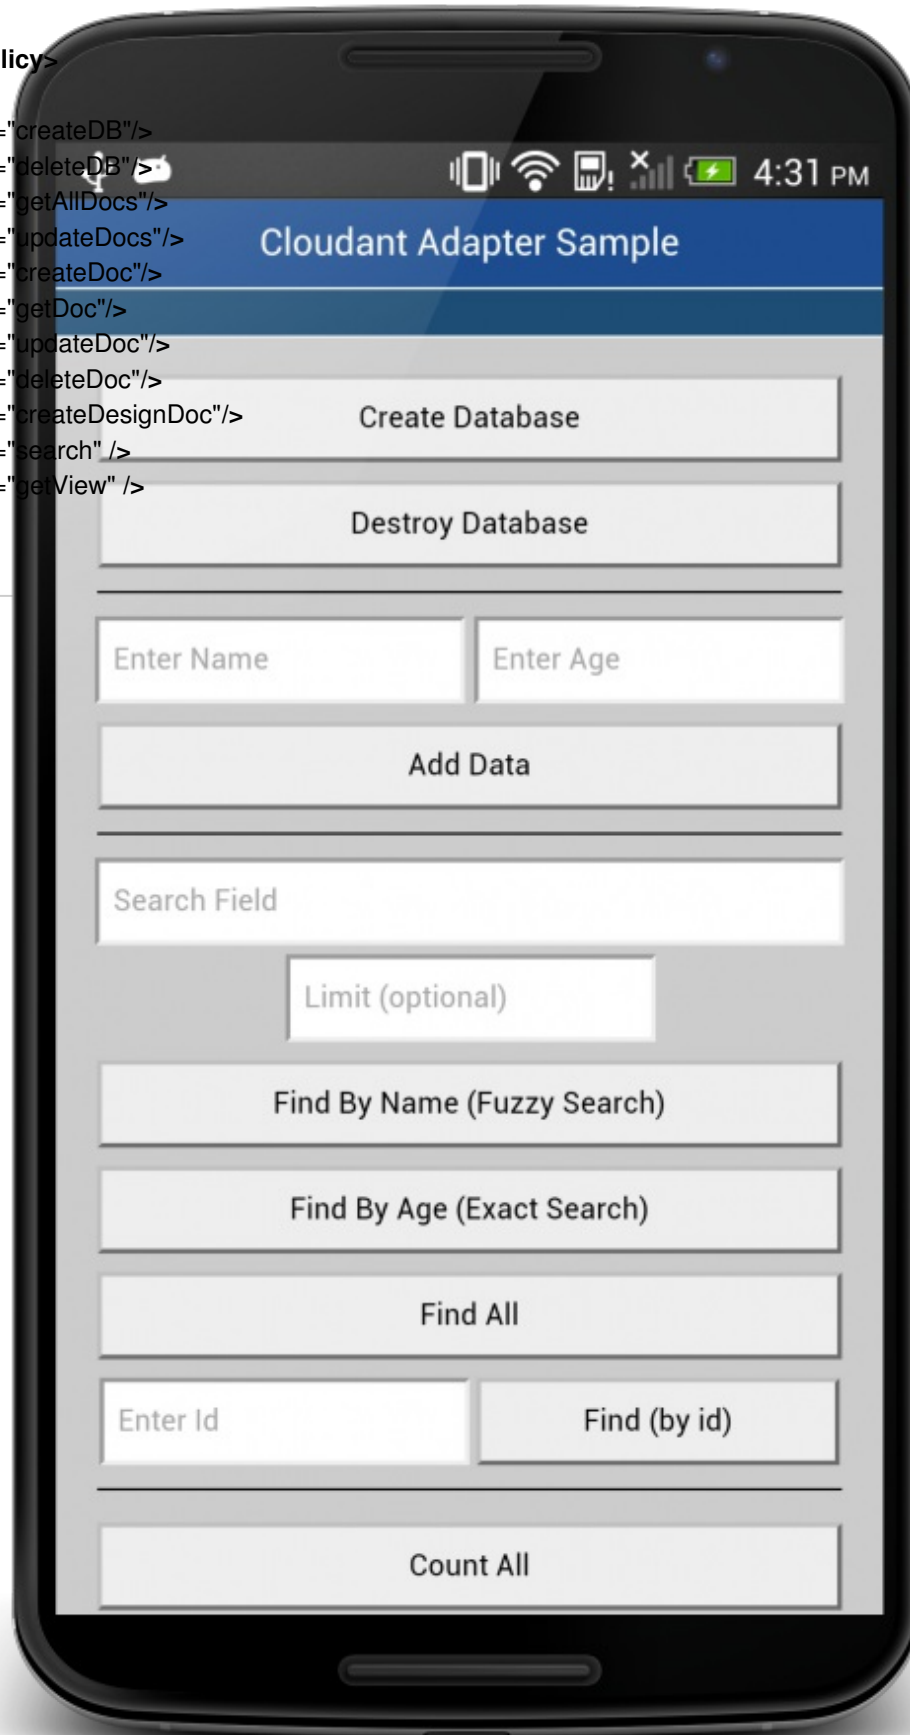 licy>
="createDB"/>
="deleteDB"/>
4:31 PM
="getAllDocs"/>
="updateDocs"/>
Cloudant Adapter Sample
="createDoc"/>
="getDoc"/>
="updateDoc"/>
="deleteDoc"/>
="createDesignDoc"/>
Create Database
="search" />
="getView" />
Destroy Database
Enter Name
Enter Age
Add Data
Search Field
Limit (optional)
Find By Name (Fuzzy Search)
Find By Age (Exact Search)
Find All
Enter Id
Find (by id)
Count All